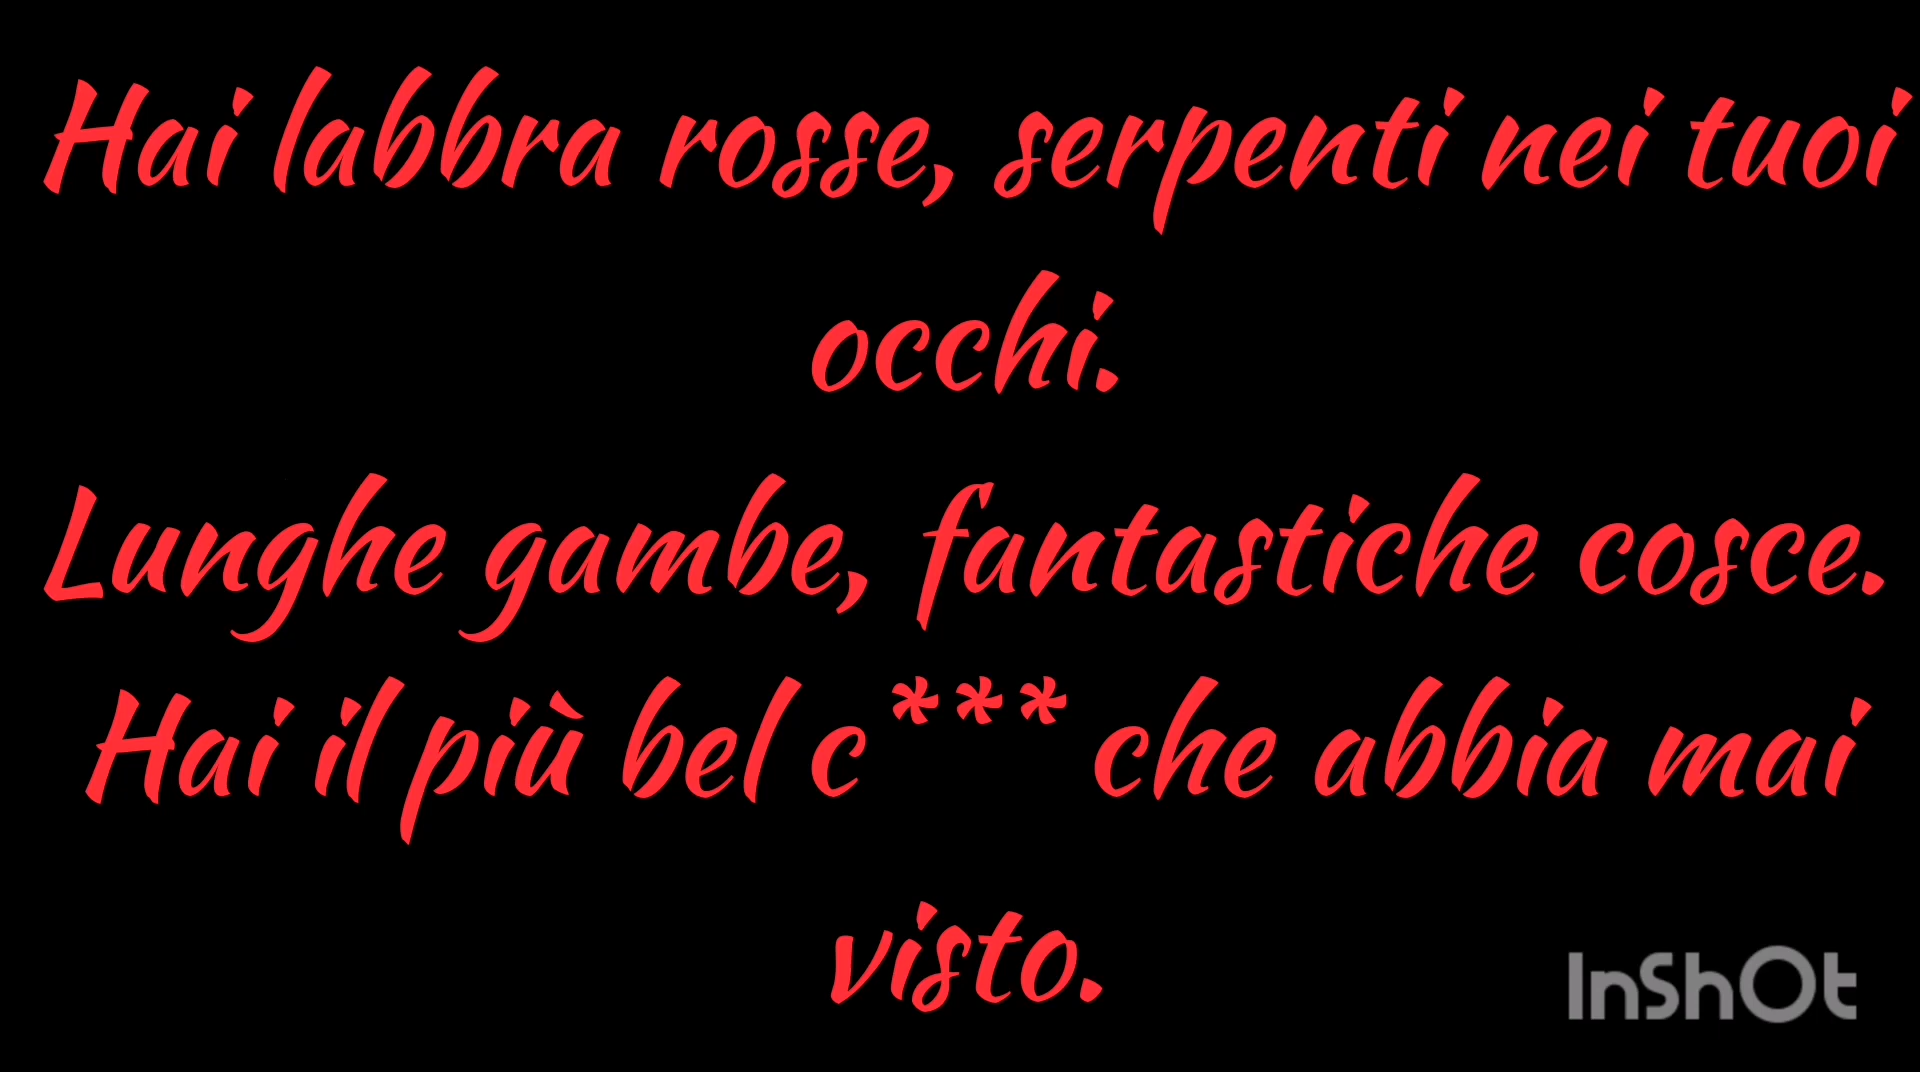 Hai labbra rosse, serpenti nei tuoi
occhi.
Lunghe gambe, fantastiche cosce.
Hai il più bel c*** che abbia mai
visto.
InShOt